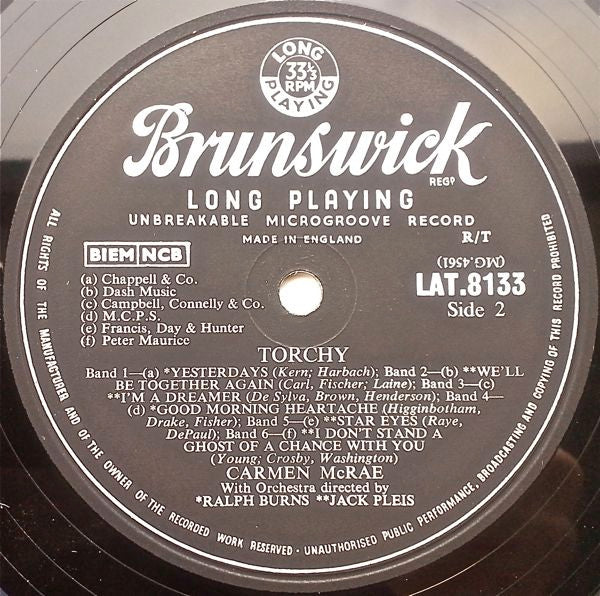 LONG
33⅓
RPM
PLAYING
Brunswick
REGD
LONG PLAYING
UNBREAKABLE MICROGROOVE RECORD
MADE IN ENGLAND R/T
BIEM NCB
(MG.4561)
LAT.8133
Side 2
(a) Chappell & Co.
(b) Dash Music
(c) Campbell, Connelly & Co.
(d) M.C.P.S.
(e) Francis, Day & Hunter
(f) Peter Maurice
TORCHY
Band 1—(a) *YESTERDAYS (Kern; Harbach); Band 2—(b) **WE'LL
BE TOGETHER AGAIN (Carl, Fischer; Laine); Band 3—(c)
**I'M A DREAMER (De Sylva, Brown, Henderson); Band 4—
(d) *GOOD MORNING HEARTACHE (Higginbotham,
Drake, Fisher); Band 5—(e) **STAR EYES (Raye,
DePaul); Band 6—(f) **I DON'T STAND A
GHOST OF A CHANCE WITH YOU
(Young; Crosby, Washington)
CARMEN McRAE
With Orchestra directed by
*RALPH BURNS **JACK PLEIS
ALL RIGHTS OF THE MANUFACTURER AND OF THE OWNER OF THE RECORDED WORK RESERVED · UNAUTHORISED PUBLIC PERFORMANCE, BROADCASTING AND COPYING OF THIS RECORD PROHIBITED